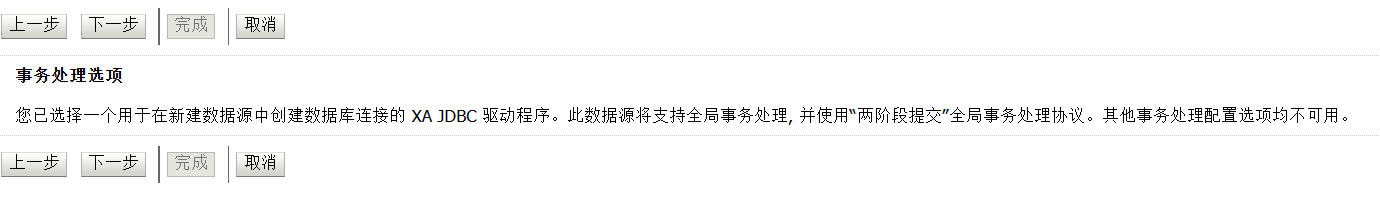 上一步 下一步 完成 取消
事务处理选项
您已选择一个用于在新建数据源中创建数据库连接的 XA JDBC 驱动程序。此数据源将支持全局事务处理, 并使用“两阶段提交”全局事务处理协议。其他事务处理配置选项均不可用。
上一步 下一步 完成 取消